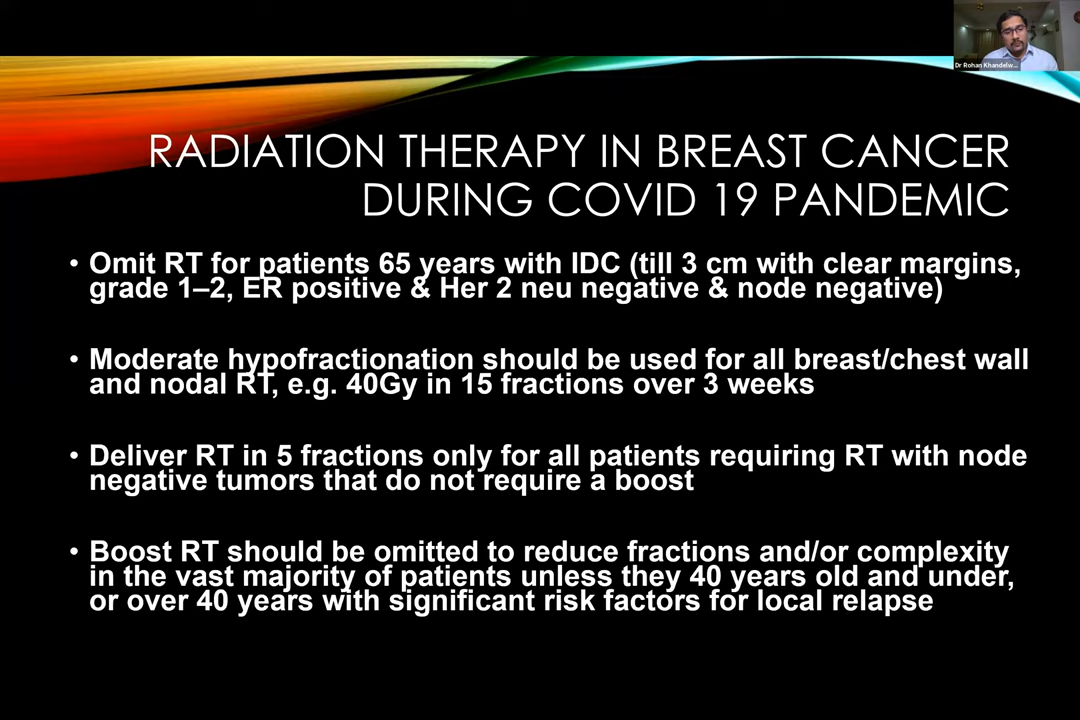 Dr Rohan Khandelw...
RADIATION THERAPY IN BREAST CANCER
DURING COVID 19 PANDEMIC
• Omit RT for patients 65 years with IDC (till 3 cm with clear margins,
grade 1–2, ER positive & Her 2 neu negative & node negative)
• Moderate hypofractionation should be used for all breast/chest wall
and nodal RT, e.g. 40Gy in 15 fractions over 3 weeks
• Deliver RT in 5 fractions only for all patients requiring RT with node
negative tumors that do not require a boost
• Boost RT should be omitted to reduce fractions and/or complexity
in the vast majority of patients unless they 40 years old and under,
or over 40 years with significant risk factors for local relapse